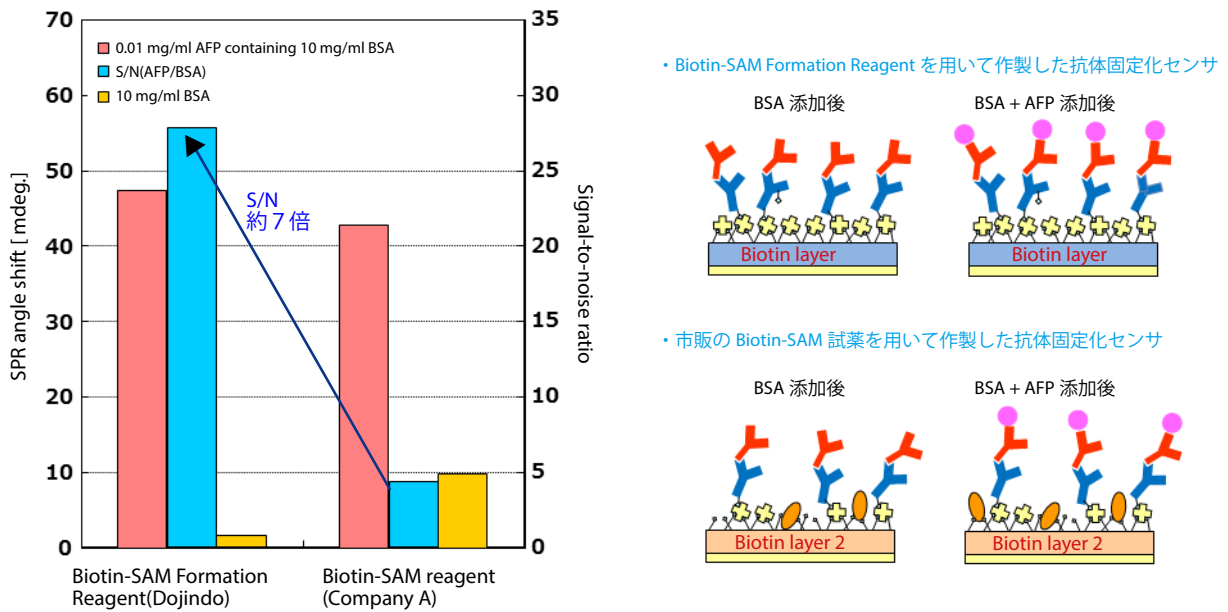 70
60
50
40
30
20
10
0
SPR angle shift [ mdeg.]
35
30
25
20
15
10
5
0
Signal-to-noise ratio
0.01 mg/ml AFP containing 10 mg/ml BSA
S/N(AFP/BSA)
10 mg/ml BSA
S/N
約 7 倍
Biotin-SAM Formation
Reagent(Dojindo)
Biotin-SAM reagent
(Company A)
・Biotin-SAM Formation Reagent を用いて作製した抗体固定化センサ
BSA 添加後
BSA + AFP 添加後
Biotin layer
Biotin layer
・市販の Biotin-SAM 試薬を用いて作製した抗体固定化センサ
BSA 添加後
BSA + AFP 添加後
Biotin layer 2
Biotin layer 2